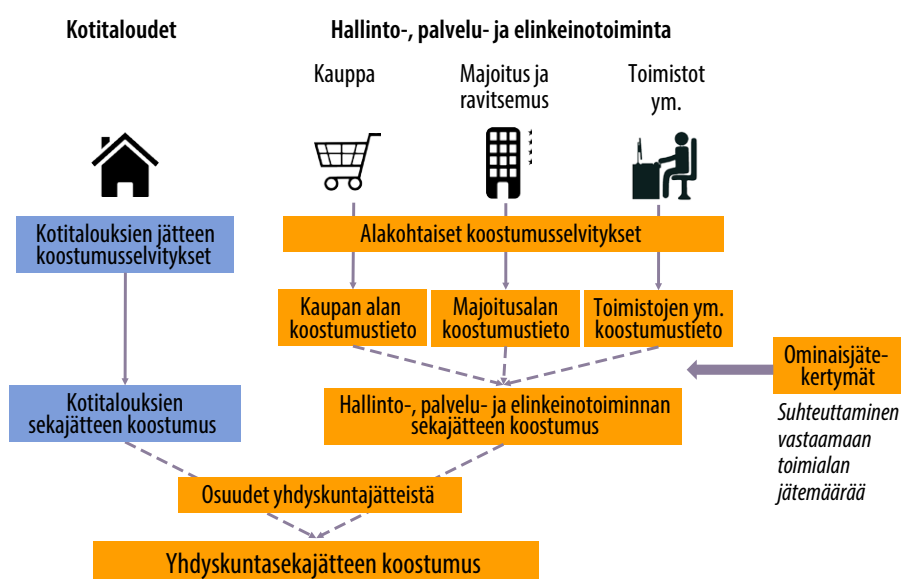 Kotitaloudet
Hallinto-, palvelu- ja elinkeinotoiminta
Kauppa
Majoitus ja
ravitsemus
Toimistot
ym.
Kotitalouksien jätteen
koostumusselvitykset
Alakohtaiset koostumusselvitykset
Kaupan alan
koostumustieto
Majoitusalan
koostumustieto
Toimistojen ym.
koostumustieto
Ominaisjäte-
kertymät
Suhteuttaminen
vastaamaan
toimialan
jätemäärää
Kotitalouksien
sekajätteen koostumus
Hallinto-, palvelu- ja elinkeinotoiminnan
sekajätteen koostumus
Osuudet yhdyskuntajätteistä
Yhdyskuntasekajätteen koostumus